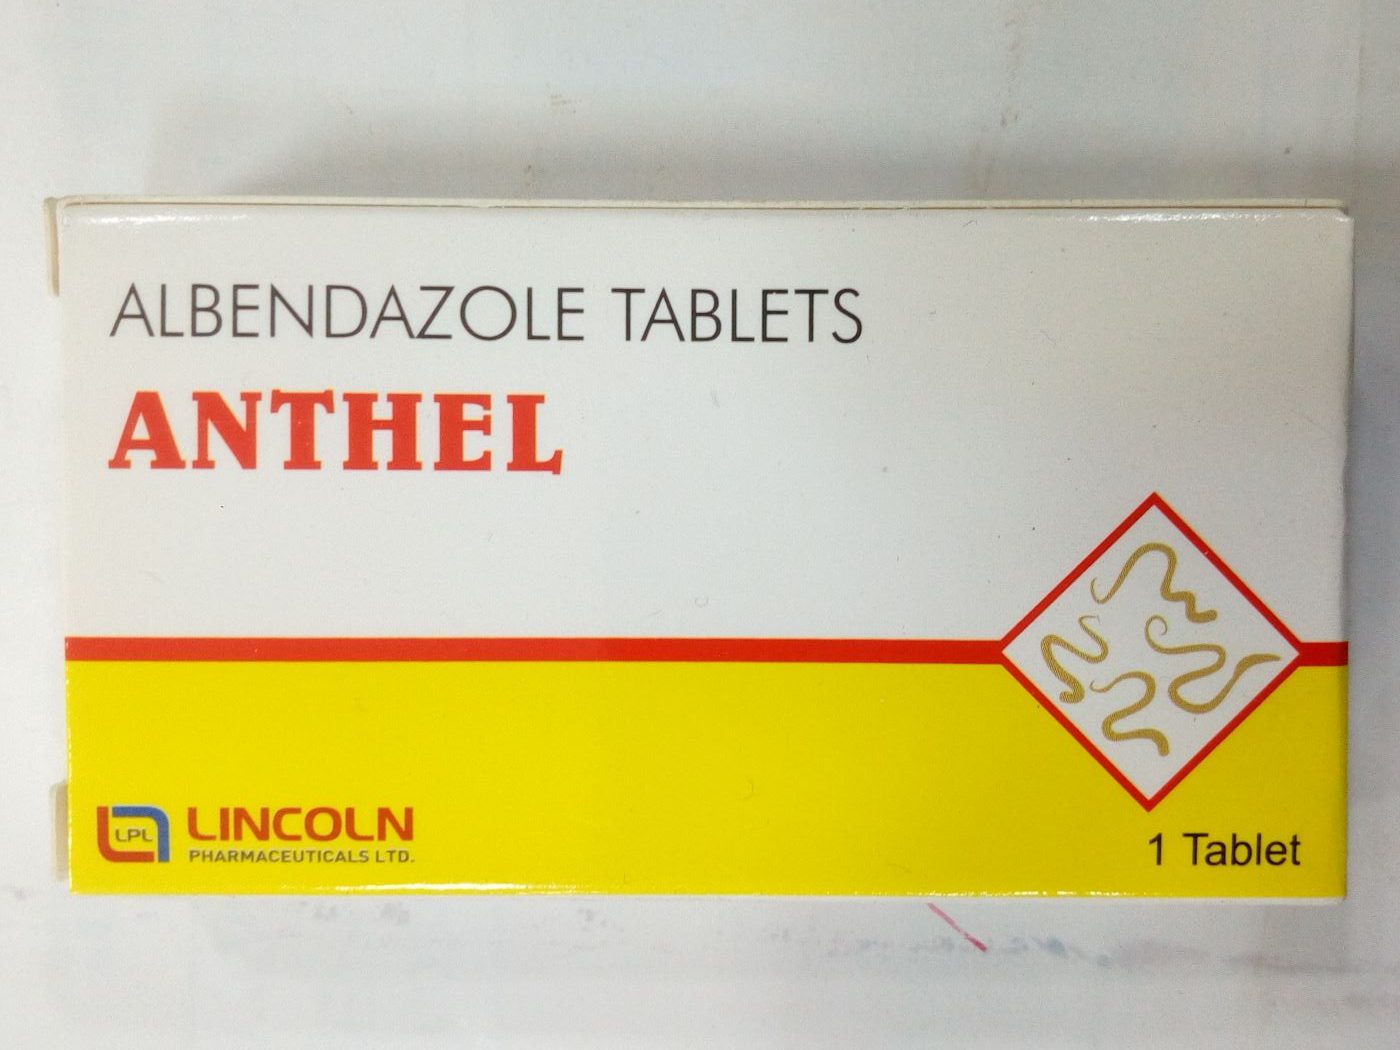 ALBENDAZOLE TABLETS
ANTHEL
LPL
LINCOLN
PHARMACEUTICALS LTD.
1 Tablet